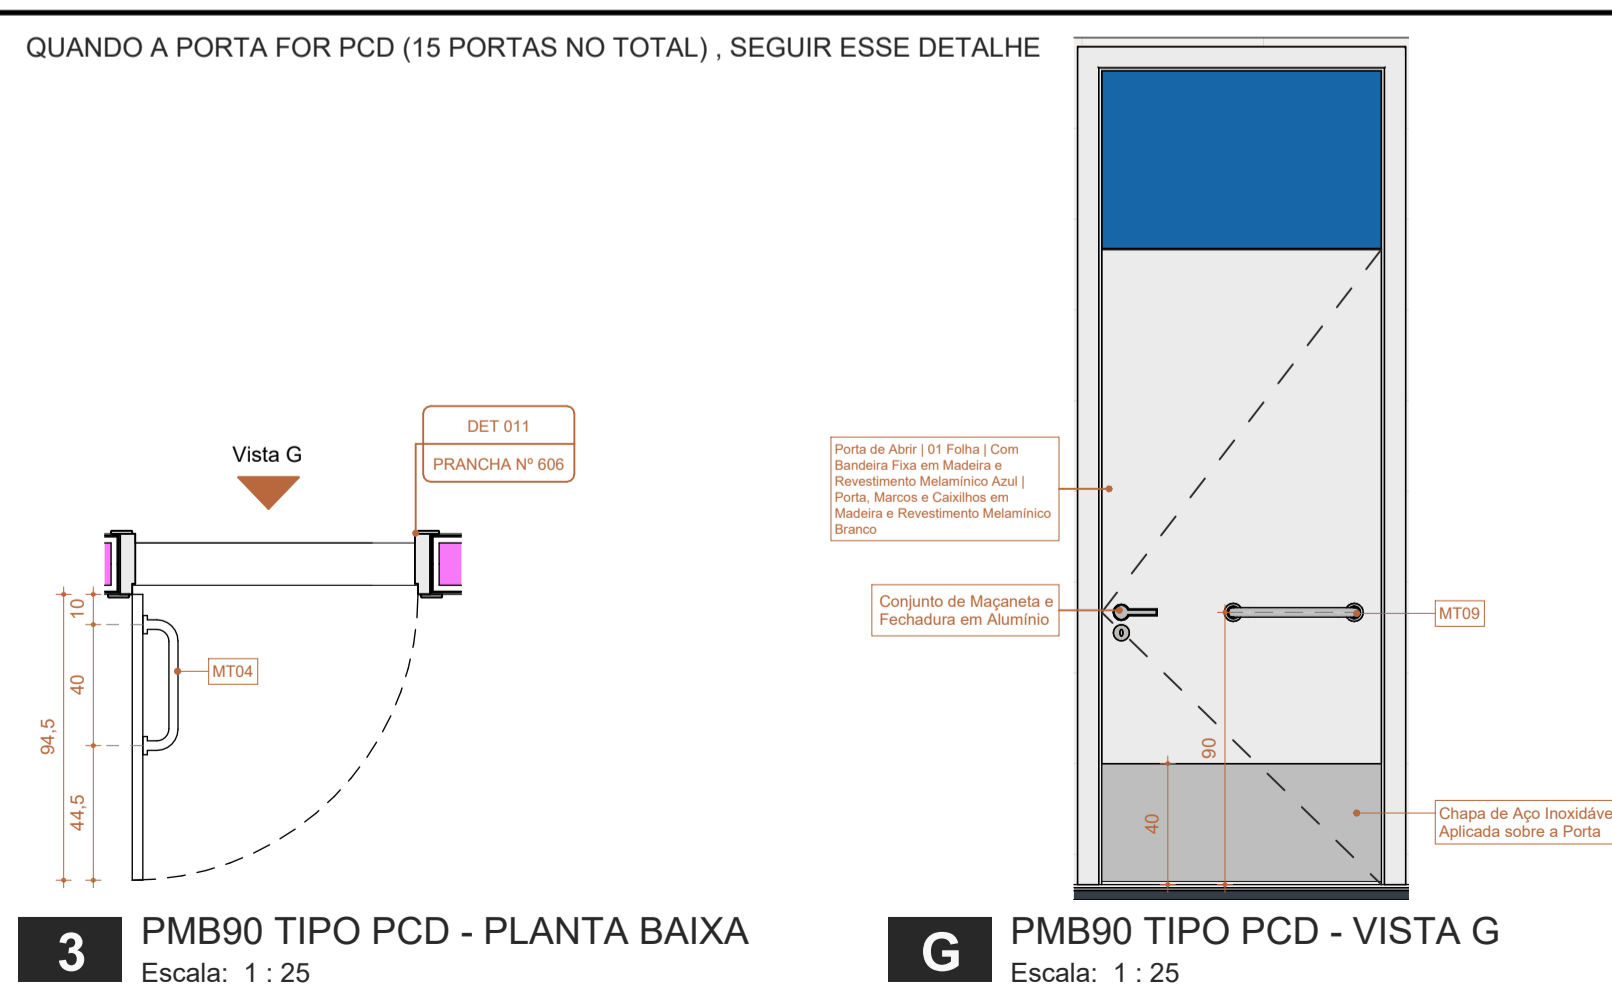 QUANDO A PORTA FOR PCD (15 PORTAS NO TOTAL) , SEGUIR ESSE DETALHE
Vista G
DET 011
PRANCHA Nº 606
10
40
94,5
44,5
MT04
3
PMB90 TIPO PCD - PLANTA BAIXA
Escala: 1 : 25
Porta de Abrir | 01 Folha | Com
Bandeira Fixa em Madeira e
Revestimento Melamínico Azul |
Porta, Marcos e Caixilhos em
Madeira e Revestimento Melamínico
Branco
Conjunto de Maçaneta e
Fechadura em Alumínio
MT09
90
40
Chapa de Aço Inoxidáve
Aplicada sobre a Porta
G
PMB90 TIPO PCD - VISTA G
Escala: 1 : 25